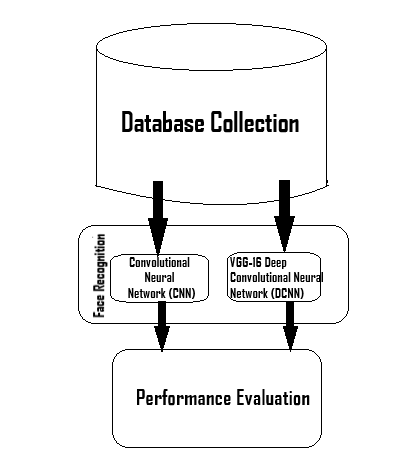 Database Collection
Face Recognition
Convolutional
Neural
Network (CNN)
VGG-16 Deep
Convolutional Neural
Network (DCNN)
Performance Evaluation